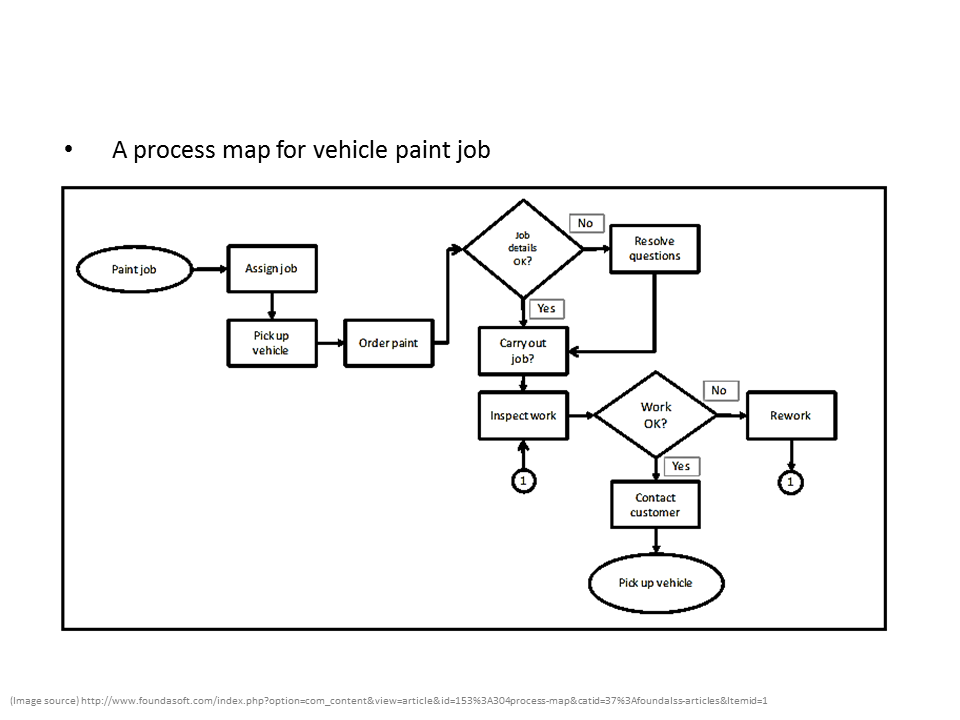 • A process map for vehicle paint job
Paint job
Assign job
Pick up
vehicle
Order paint
Job
details
OK?
No
Resolve
questions
Yes
Carry out
job?
Inspect work
1
Work
OK?
No
Rework
1
Yes
Contact
customer
Pick up vehicle
(Image source) http://www.foundasoft.com/index.php?option=com_content&view=article&id=153%3A304process-map&catid=37%3Afoundalss-articles&Itemid=1